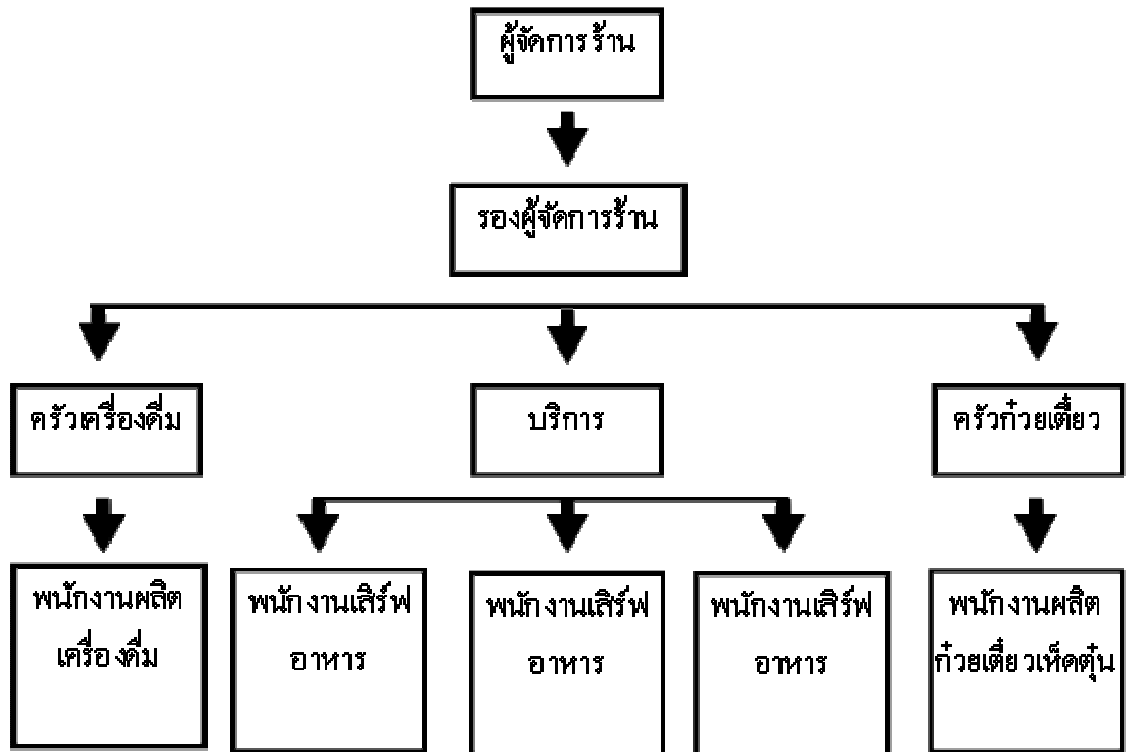 ผู้จัดการร้าน
รองผู้จัดการร้าน
ครัวเครื่องดื่ม
บริการ
ครัวก๋วยเตี๋ยว
พนักงานผลิต
เครื่องดื่ม
พนักงานเสิร์ฟ
อาหาร
พนักงานเสิร์ฟ
อาหาร
พนักงานเสิร์ฟ
อาหาร
พนักงานผลิต
ก๋วยเตี๋ยวเห็ดตุ๋น